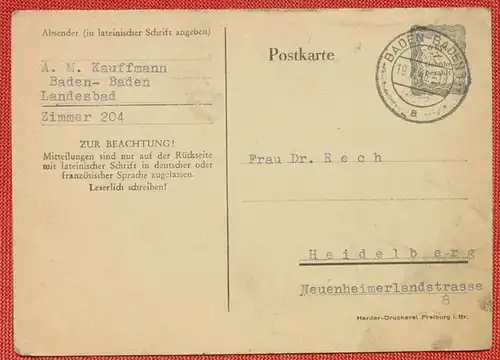 Absender (in lateinischer Schrift angeben)
A. M. Kauffmann
Baden- Baden
Landesbad
Zimmer 204
ZUR BEACHTUNG!
Mitteilungen sind nur auf der Rückseite
mit lateinischer Schrift in deutscher oder
französischer Sprache zugelassen.
Leserlich schreiben!
Postkarte
BADEN-BADEN
a
Frau Dr. Rech
Heidelberg
Neuenheimerlandstrasse
8
Herder-Druckerei Freiburg i. Br.